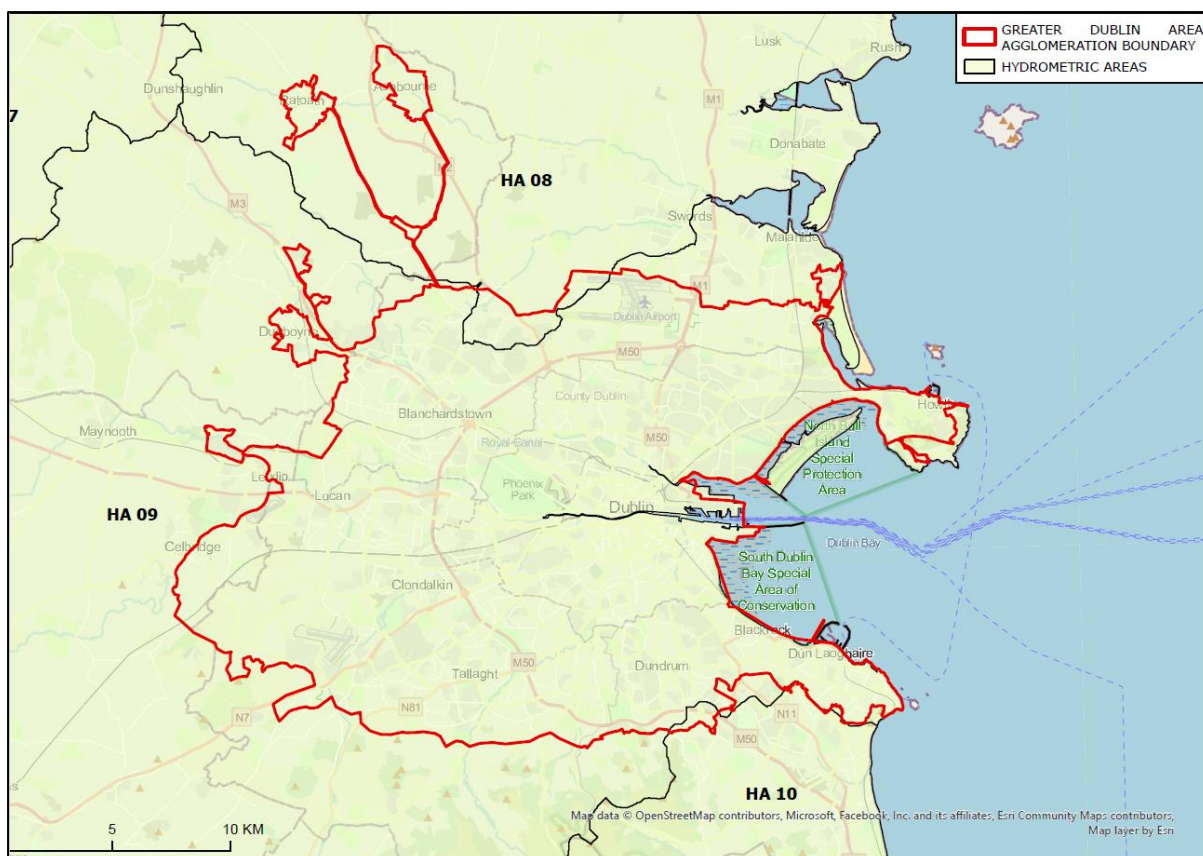 GREATER DUBLIN AREA
AGGLOMERATION BOUNDARY
HYDROMETRIC AREAS
Lusk
Rush
Dunshaughlin
Ratoath
Ashbourne
7
M1
Donabate
M2
HA 08
M3
Swords
Malahide
M1
Dublin Airport
Dunboyne
M50
County Dublin
Blanchardstown
Howth
Maynooth
Royal Canal
M50
North Bull
Island
Special
Protection
Area
Leixlip
Lucan
Phoenix
Park
Dublin
HA 09
Dublin Bay
Celbridge
South Dublin
Bay Special
Area of
Conservation
Clondalkin
Blackrock
Dún Laoghaire
Tallaght
M50
Dundrum
N7
N81
N11
M50
HA 10
5
10 KM
Map data © OpenStreetMap contributors, Microsoft, Facebook, Inc. and its affiliates, Esri Community Maps contributors,
Map layer by Esri